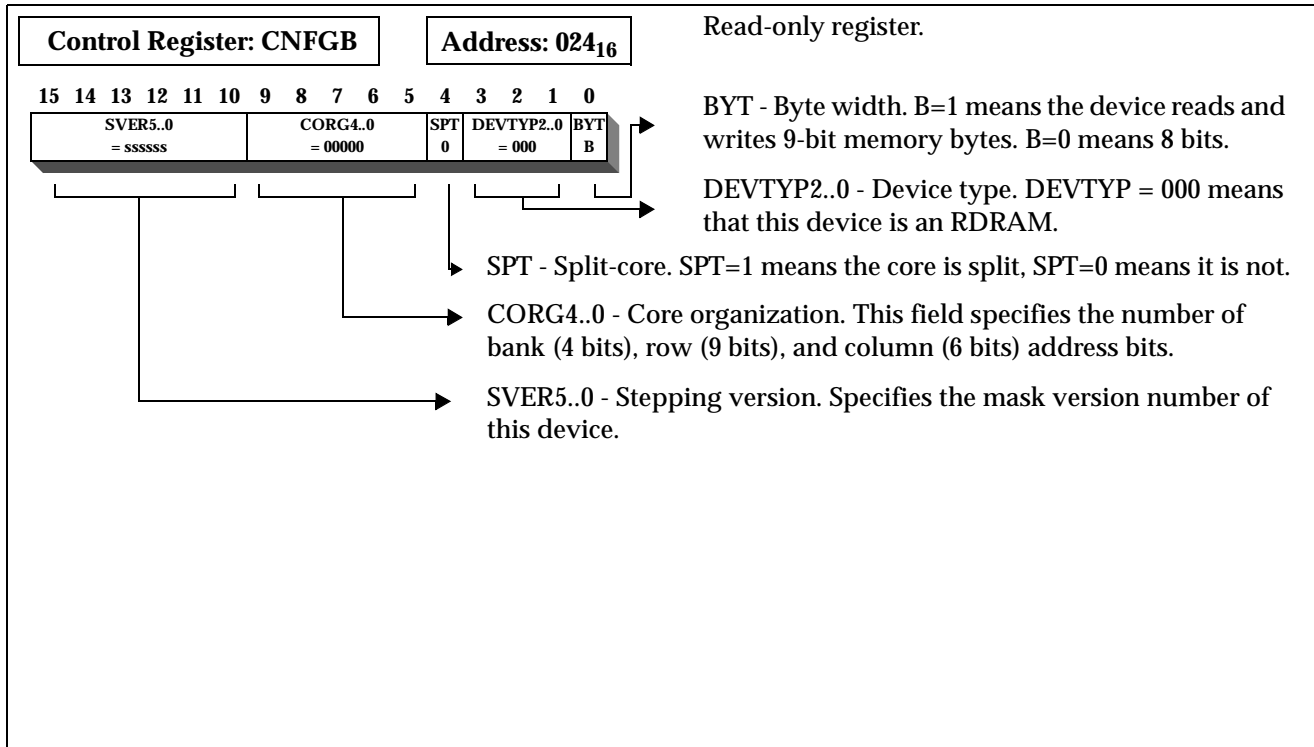 Control Register: CNFGB
Address: 024₁₆
Read-only register.
15 14 13 12 11 10 9 8 7 6 5 4 3 2 1 0
SVER5..0 CORG4..0 SPT DEVTYP2..0 BYT
= ssssss = 00000 0 = 000 B
BYT - Byte width. B=1 means the device reads and
writes 9-bit memory bytes. B=0 means 8 bits.
DEVTYP2..0 - Device type. DEVTYP = 000 means
that this device is an RDRAM.
SPT - Split-core. SPT=1 means the core is split, SPT=0 means it is not.
CORG4..0 - Core organization. This field specifies the number of
bank (4 bits), row (9 bits), and column (6 bits) address bits.
SVER5..0 - Stepping version. Specifies the mask version number of
this device.